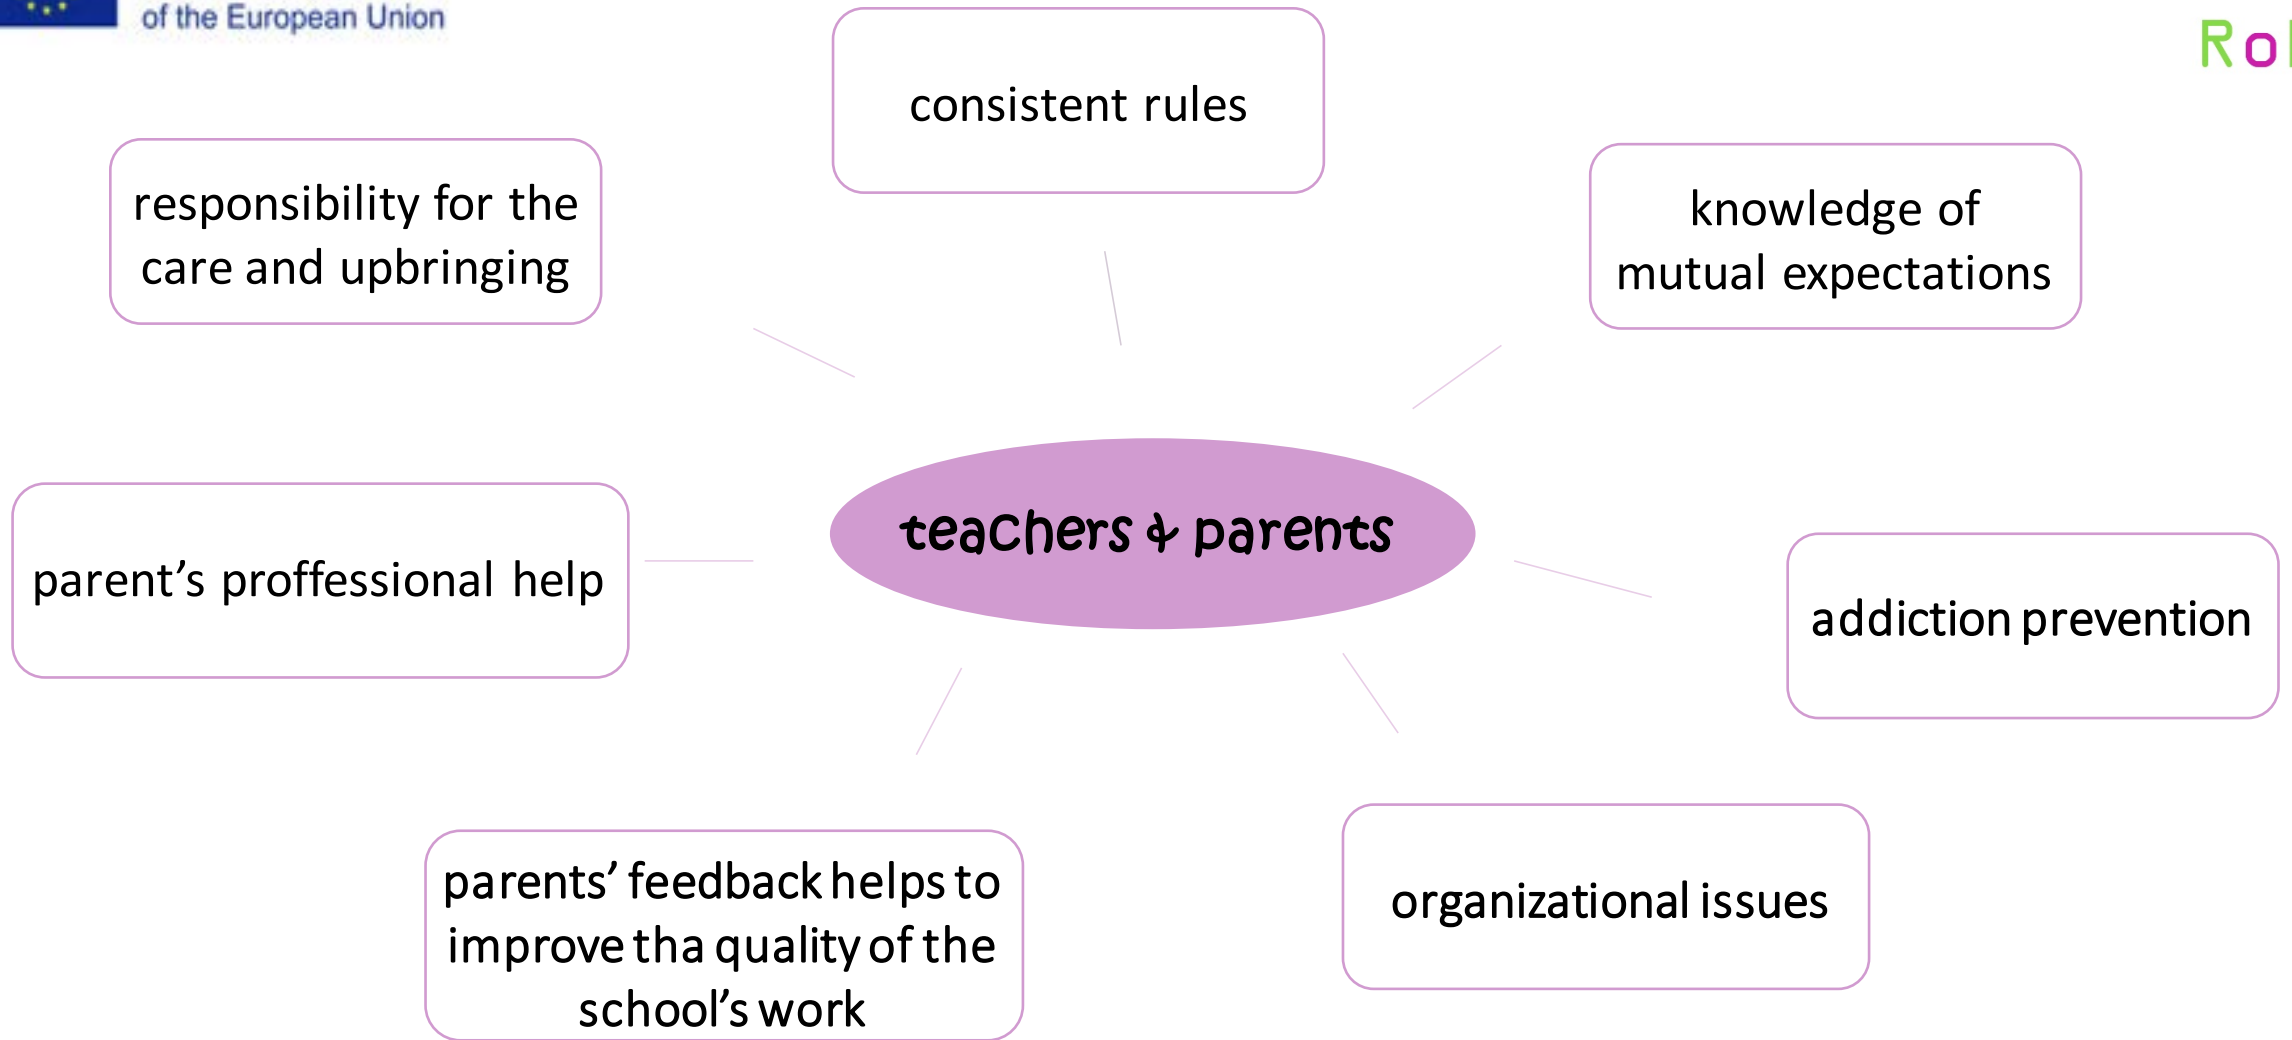 of the European Union
Ro
consistent rules
responsibility for the
care and upbringing
knowledge of
mutual expectations
teachers & parents
parent’s proffessional help
addiction prevention
parents’ feedback helps to
improve tha quality of the
school’s work
organizational issues